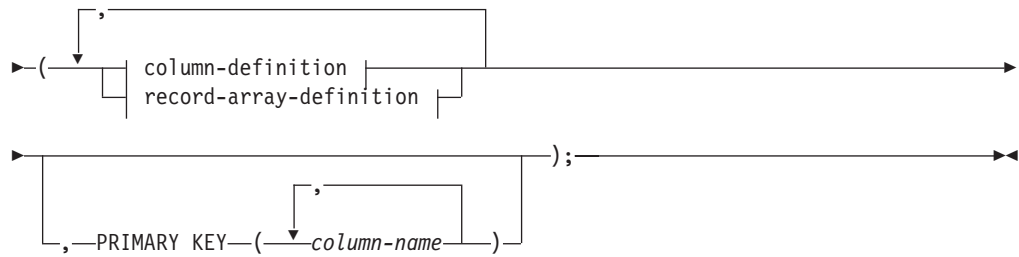 ,
( column-definition
record-array-definition
);
,
, PRIMARY KEY ( column-name )